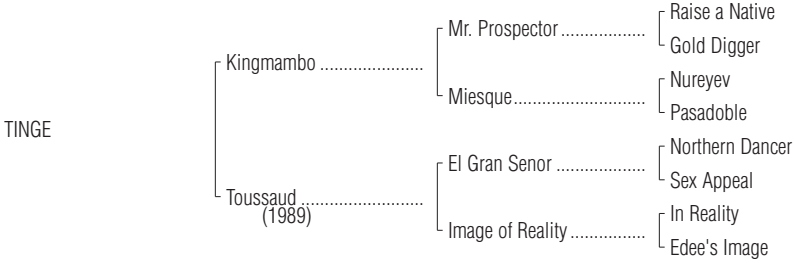 Raise a Native
Mr. Prospector ..................
Gold Digger
Kingmambo ......................
Nureyev
Miesque............................
Pasadoble
TINGE
Northern Dancer
El Gran Senor ...................
Sex Appeal
Toussaud ..........................
(1989)
In Reality
Image of Reality ................
Edee's Image